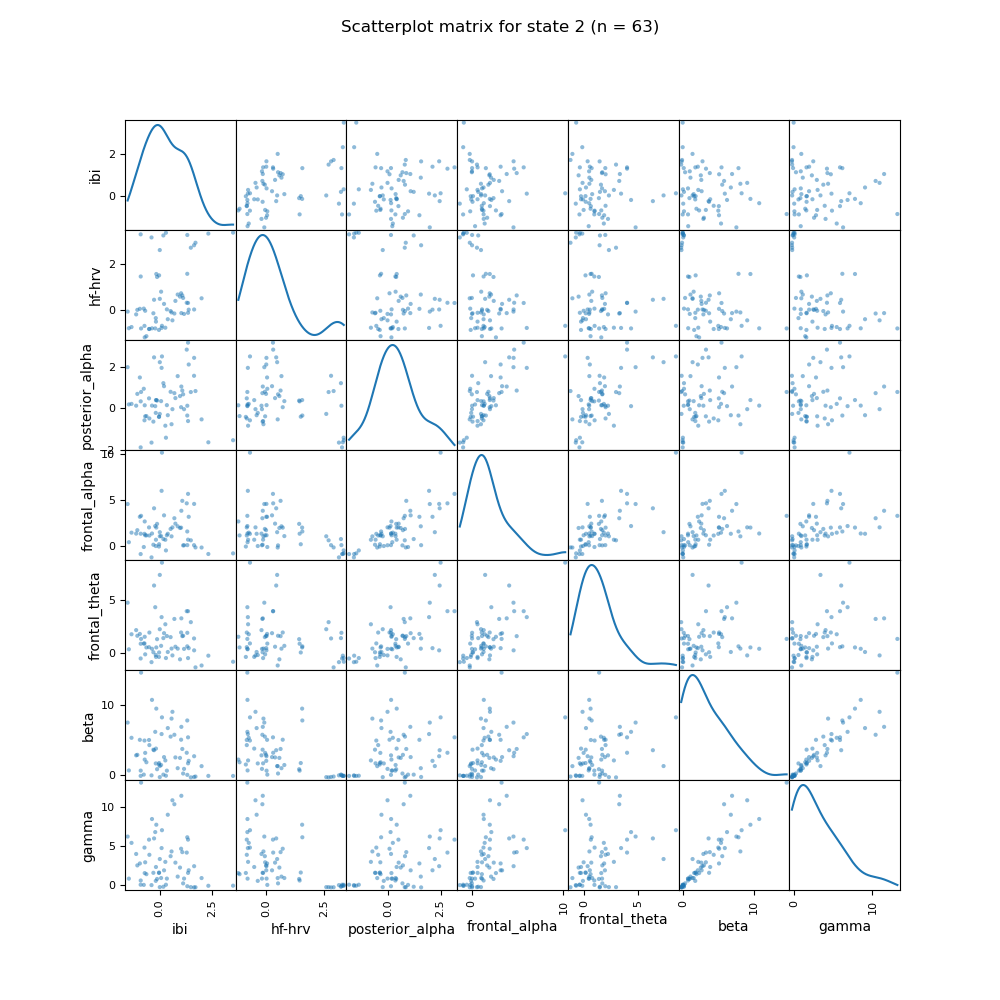 Scatterplot matrix for state 2 (n = 63)
ibi
2
0
hf-hrv
2
0
posterior_alpha
2
0
−2
frontal_alpha
10
5
0
frontal_theta
5
0
beta
10
0
gamma
10
5
0
0.0 2.5 0.0 2.5 0.0 2.5 0 10 0 5 0 10 0 10
ibi hf-hrv posterior_alpha frontal_alpha frontal_theta beta gamma